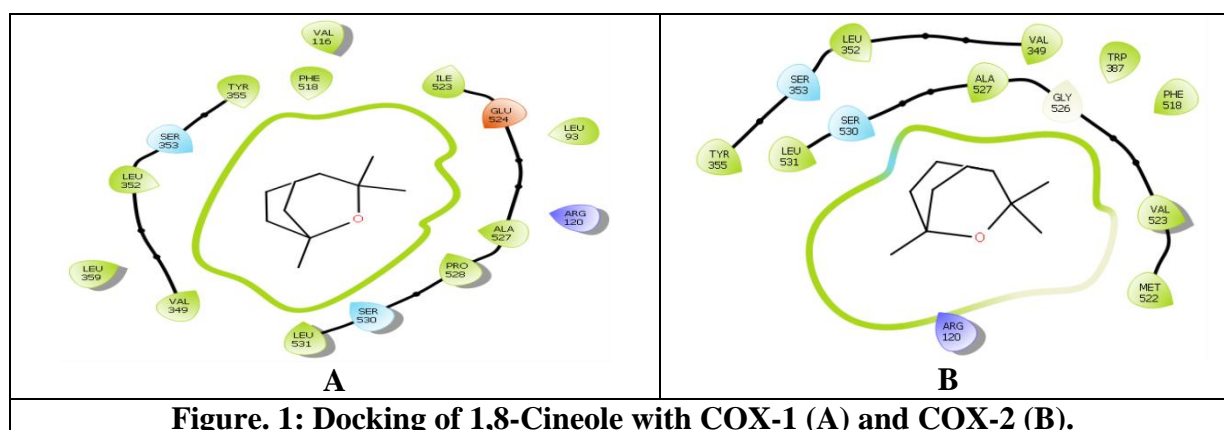 VAL
116
PHE
518
TYR
355
ILE
523
GLU
524
SER
353
LEU
93
LEU
352
O
ARG
120
ALA
527
LEU
359
PRO
528
VAL
349
SER
530
LEU
531
A
LEU
352
VAL
349
TRP
387
SER
353
ALA
527
PHE
518
GLY
526
SER
530
TYR
355
LEU
531
VAL
523
O
MET
522
ARG
120
B
Figure. 1: Docking of 1,8-Cineole with COX-1 (A) and COX-2 (B).